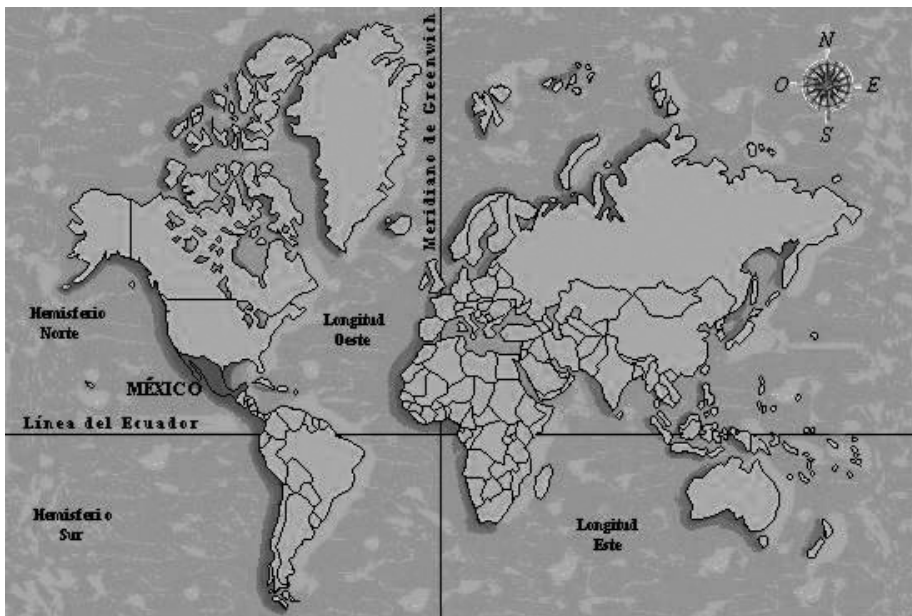 N
O
E
S
Meridiano de Greenwich
Hemisferio
Norte
Longitud
Oeste
MÉXICO
Línea del Ecuador
Hemisferio
Sur
Longitud
Este